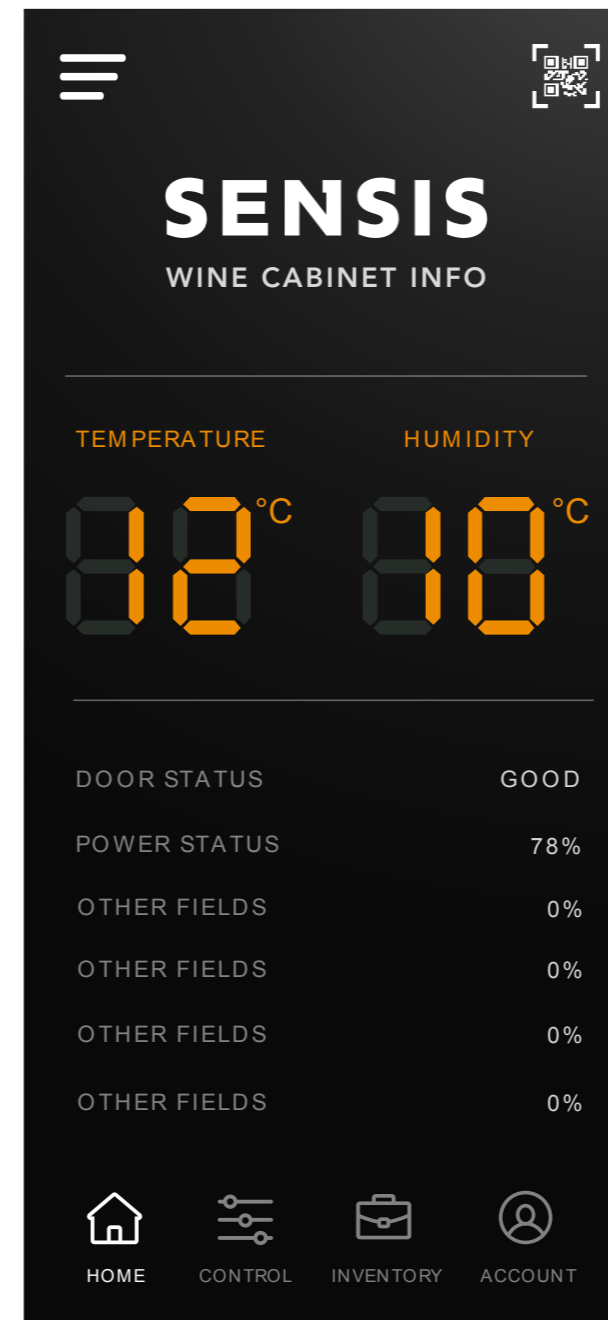 SENSIS
WINE CABINET INFO
TEMPERATURE HUMIDITY
12 °C 10 °C
DOOR STATUS GOOD
POWER STATUS 78%
OTHER FIELDS 0%
OTHER FIELDS 0%
OTHER FIELDS 0%
OTHER FIELDS 0%
HOME CONTROL INVENTORY ACCOUNT